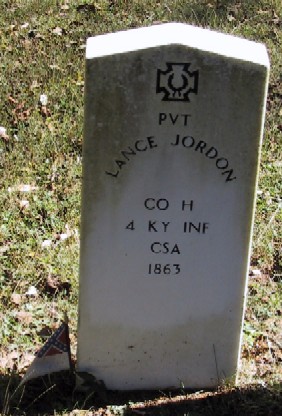 PVT
LANCE JORDON
CO H
4 KY INF
CSA
1863